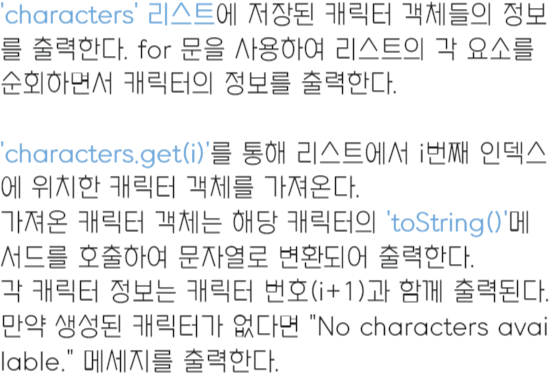 'characters' 리스트에 저장된 캐릭터 객체들의 정보
를 출력한다. for 문을 사용하여 리스트의 각 요소를
순회하면서 캐릭터의 정보를 출력한다.
'characters.get(i)'를 통해 리스트에서 i번째 인덱스
에 위치한 캐릭터 객체를 가져온다.
가져온 캐릭터 객체는 해당 캐릭터의 'toString()'메
서드를 호출하여 문자열로 변환되어 출력한다.
각 캐릭터 정보는 캐릭터 번호(i+1)과 함께 출력된다.
만약 생성된 캐릭터가 없다면 "No characters avai
lable." 메세지를 출력한다.